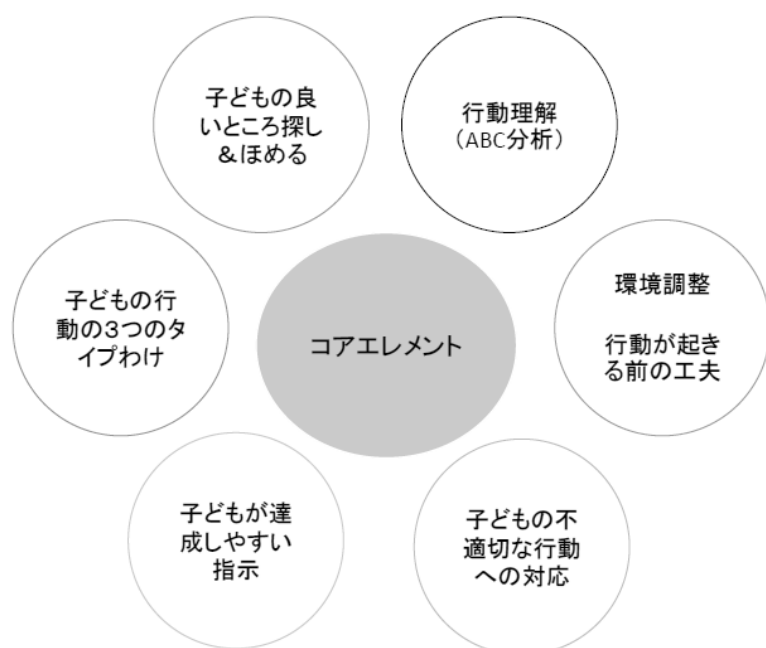 子どもの良
いところ探し
＆ほめる
行動理解
（ABC分析）
子どもの行
動の３つのタ
イプわけ
コアエレメント
環境調整
行動が起き
る前の工夫
子どもが達
成しやすい
指示
子どもの不
適切な行動
への対応